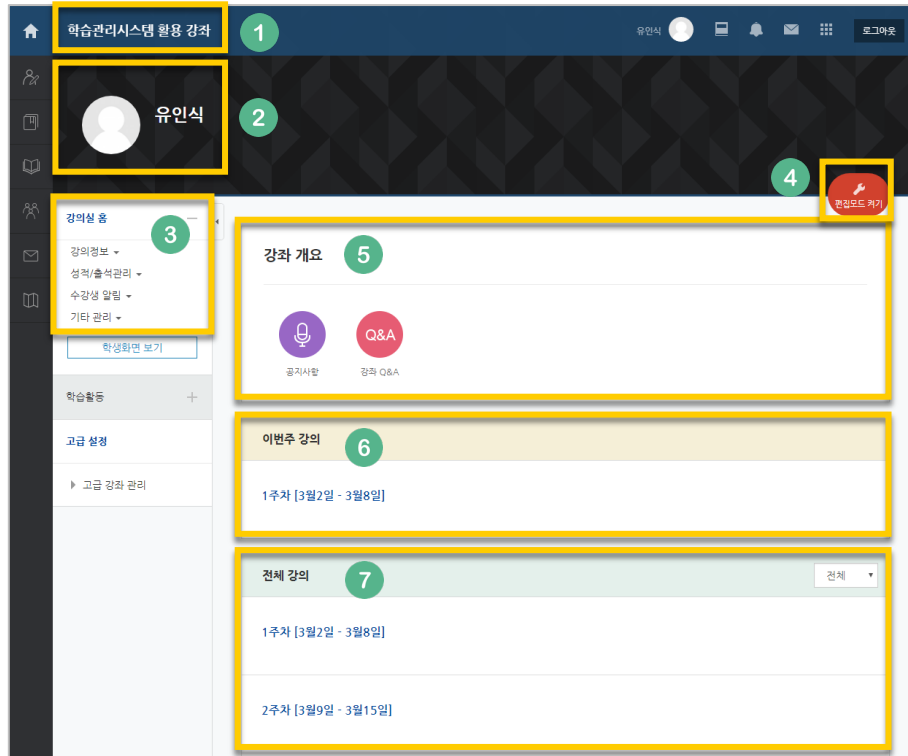 학습관리시스템 활용 강좌
1
유인식
로그아웃
유인식
2
4
편집모드 켜기
강의실 홈
3
강의정보
성적/출석관리
수강생 알림
기타 관리
학생화면 보기
학습활동
고급 설정
고급 강좌 관리
강좌 개요
5
Q&A
공지사항
강좌 Q&A
이번주 강의
6
1주차 [3월2일 - 3월8일]
전체 강의
7
전체
1주차 [3월2일 - 3월8일]
2주차 [3월9일 - 3월15일]